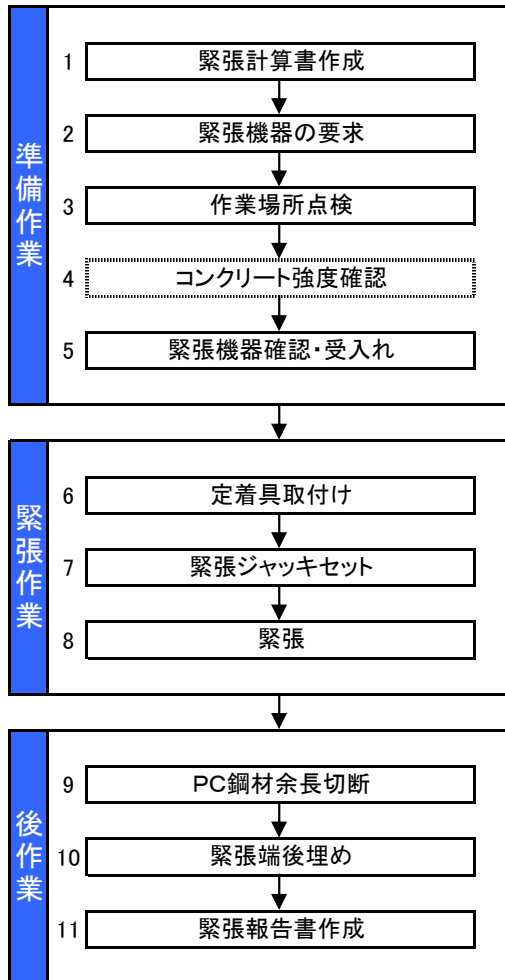 準備作業
1 緊張計算書作成
2 緊張機器の要求
3 作業場所点検
4 コンクリート強度確認
5 緊張機器確認・受入れ
緊張作業
6 定着具取付け
7 緊張ジャッキセット
8 緊張
後作業
9 PC鋼材余長切断
10 緊張端後埋め
11 緊張報告書作成